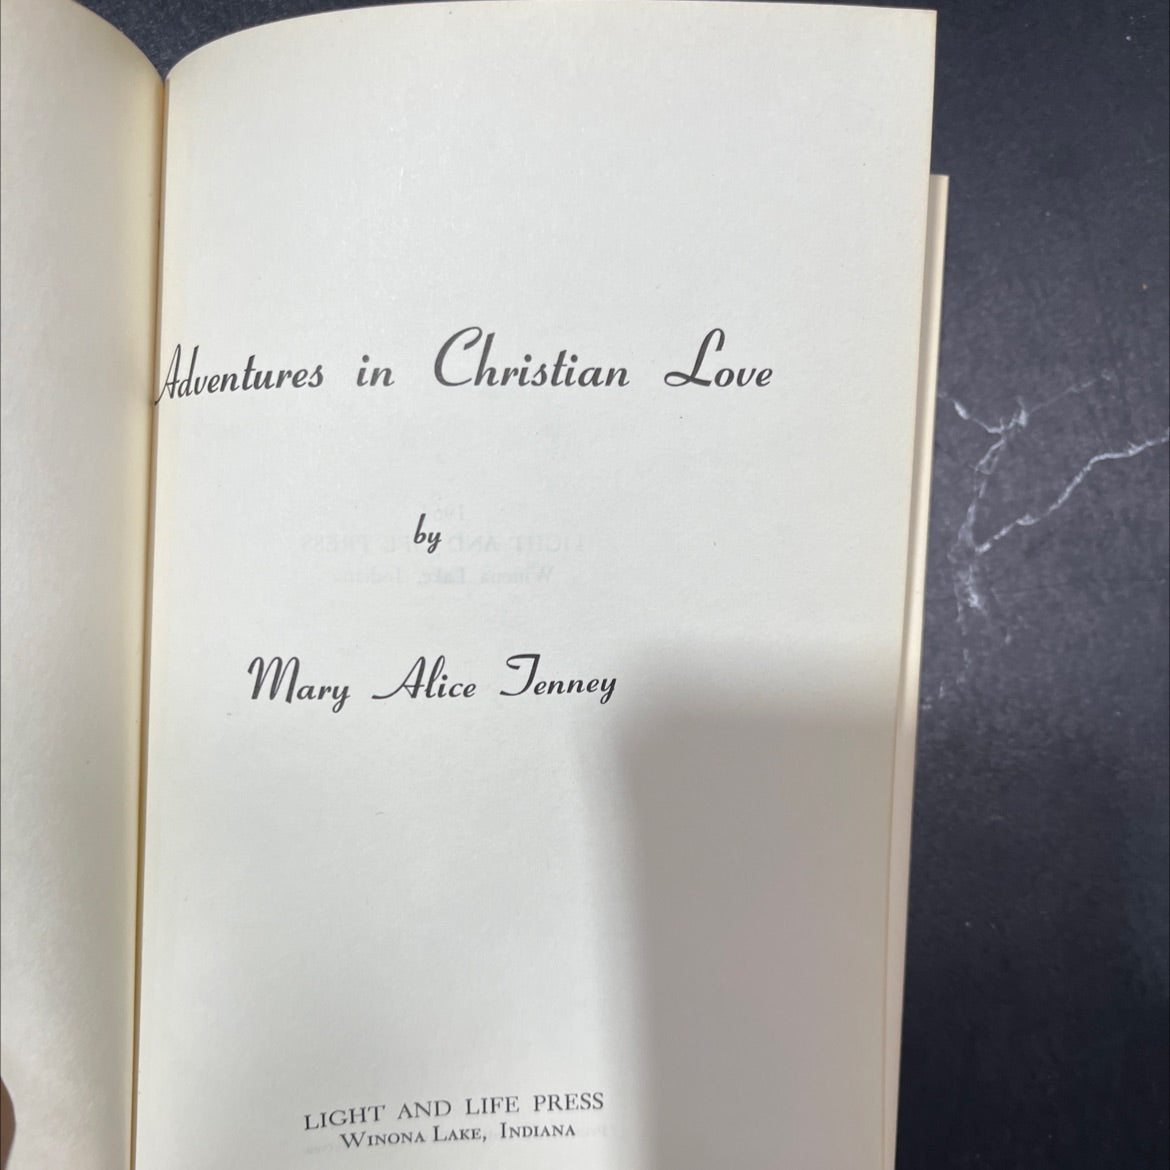 Adventures in Christian Love
by
Mary Alice Tenney
LIGHT AND LIFE PRESS
WINONA LAKE, INDIANA